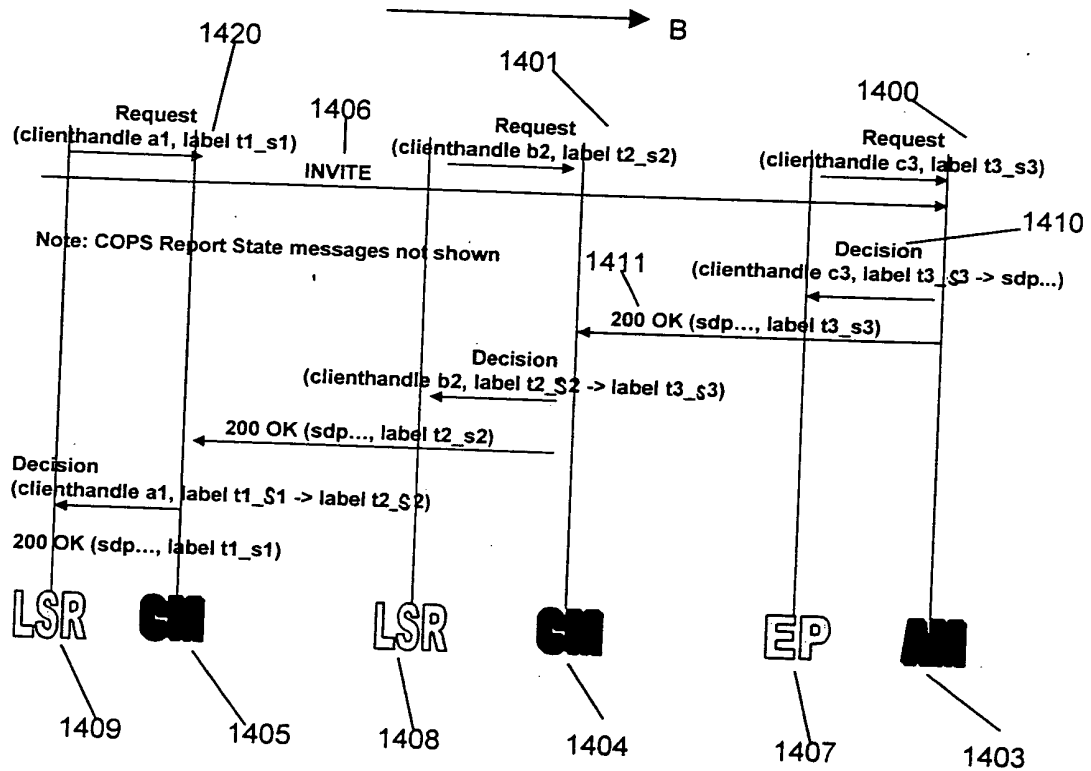 B
1420
1401
1400
Request
(clienthandle a1, label t1_s1)
1406
Request
(clienthandle b2, label t2_s2)
Request
(clienthandle c3, label t3_s3)
INVITE
1410
Note: COPS Report State messages not shown
Decision
(clienthandle c3, label t3_s3 -> sdp...)
1411
200 OK (sdp..., label t3_s3)
Decision
(clienthandle b2, label t2_S2 -> label t3_s3)
200 OK (sdp..., label t2_s2)
Decision
(clienthandle a1, label t1_S1 -> label t2_S2)
200 OK (sdp..., label t1_s1)
LSR CM LSR CM EP AM
1409 1405 1408 1404 1407 1403